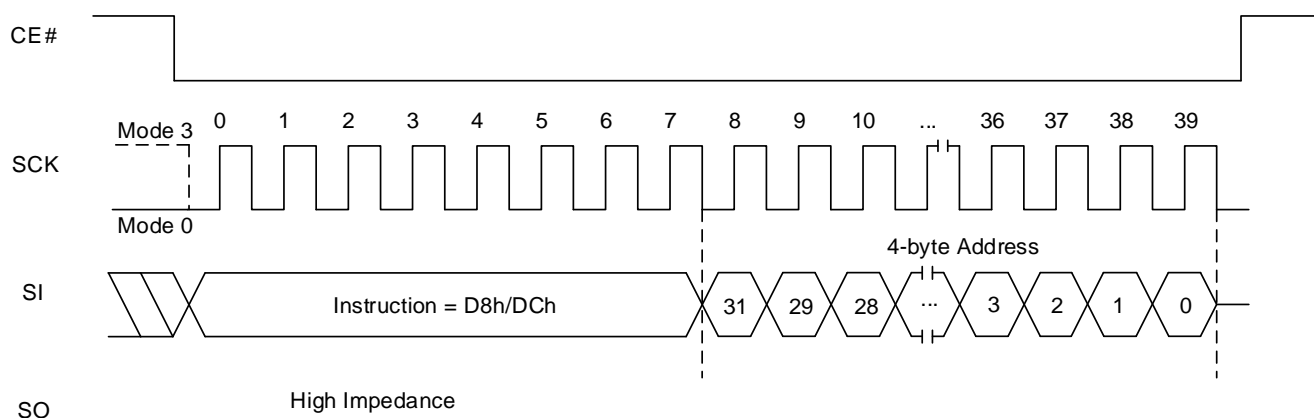 CE#
0 1 2 3 4 5 6 7 8 9 10 ... 36 37 38 39
Mode 3
SCK
Mode 0
4-byte Address
SI Instruction = D8h/DCh 31 29 28 ... 3 2 1 0
High Impedance
SO